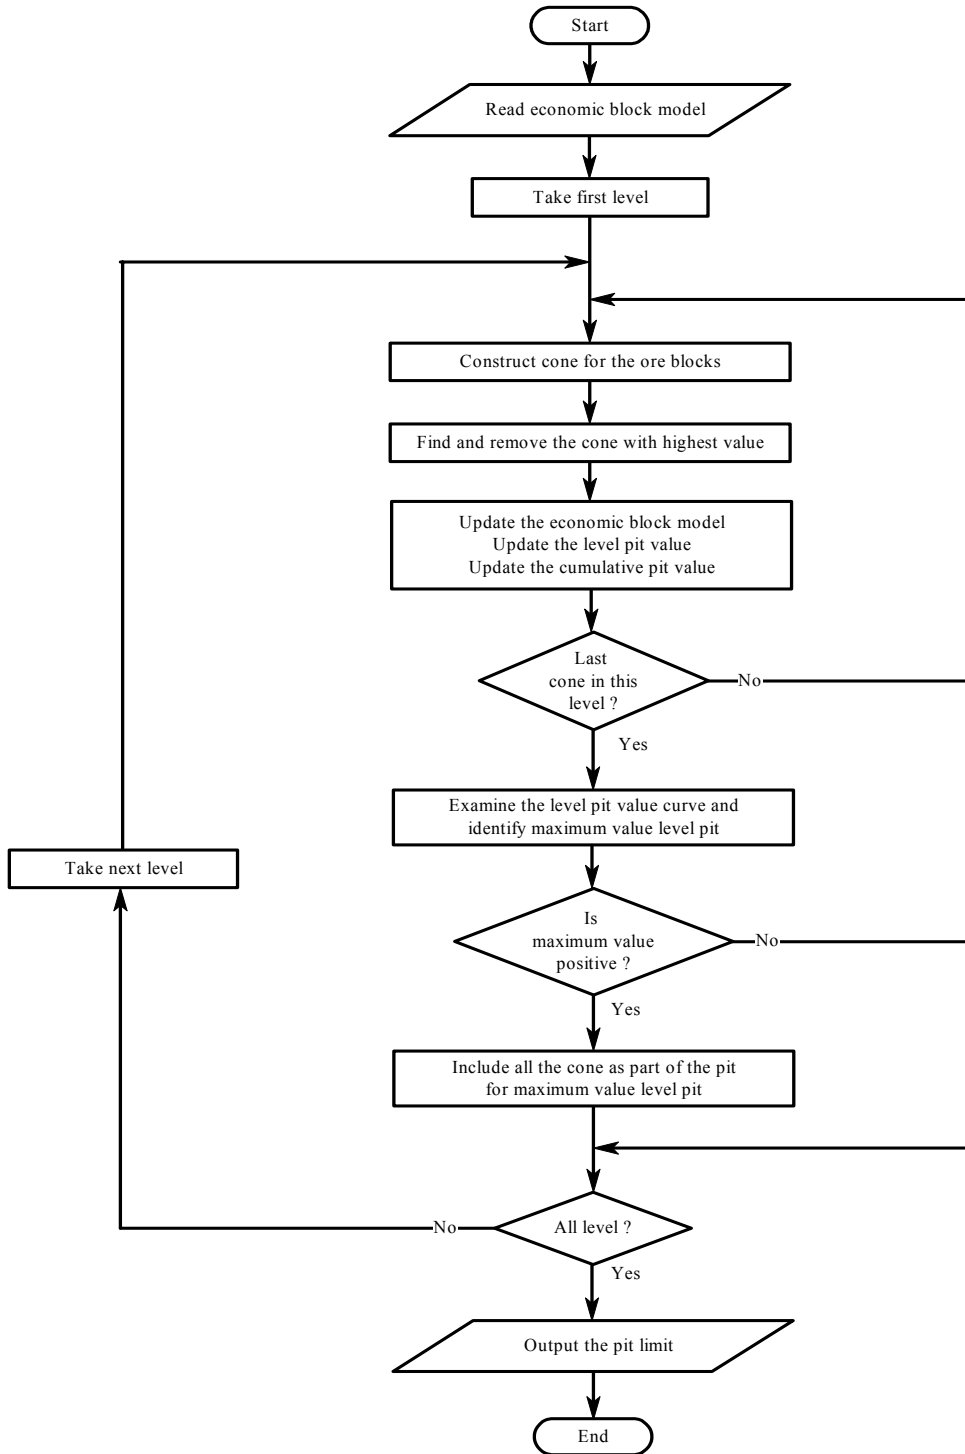 Start
Read economic block model
Take first level
Construct cone for the ore blocks
Find and remove the cone with highest value
Update the economic block model
Update the level pit value
Update the cumulative pit value
Last
cone in this
level ?
No
Yes
Examine the level pit value curve and
identify maximum value level pit
Take next level
Is
maximum value
positive ?
No
Yes
Include all the cone as part of the pit
for maximum value level pit
All level ?
No
Yes
Output the pit limit
End